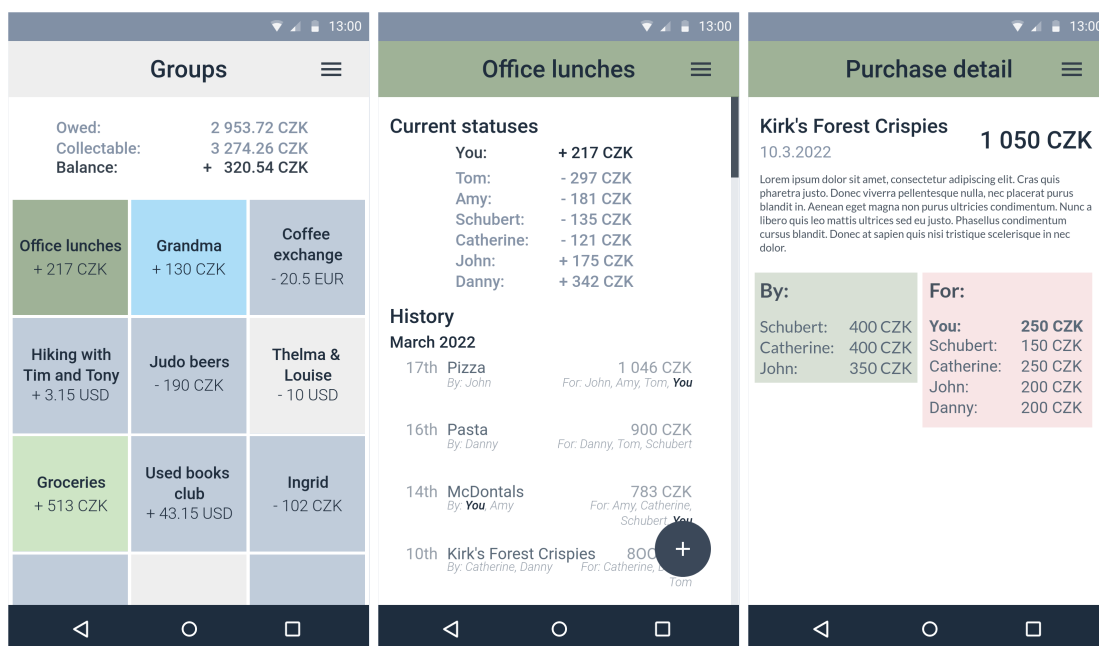 13:00
Groups
Owed: 2 953.72 CZK
Collectable: 3 274.26 CZK
Balance: + 320.54 CZK
Office lunches
+ 217 CZK
Grandma
+ 130 CZK
Coffee
exchange
- 20.5 EUR
Hiking with
Tim and Tony
+ 3.15 USD
Judo beers
- 190 CZK
Thelma &
Louise
- 10 USD
Groceries
+ 513 CZK
Used books
club
+ 43.15 USD
Ingrid
- 102 CZK
13:00
Office lunches
Current statuses
You: + 217 CZK
Tom: - 297 CZK
Amy: - 181 CZK
Schubert: - 135 CZK
Catherine: - 121 CZK
John: + 175 CZK
Danny: + 342 CZK
History
March 2022
17th Pizza 1 046 CZK
By: John For: John, Amy, Tom, You
16th Pasta 900 CZK
By: Danny For: Danny, Tom, Schubert
14th McDontals 783 CZK
By: You, Amy For: Amy, Catherine,
Schubert, You
10th Kirk's Forest Crispies
By: Catherine, Danny For: Catherine,
Tom
+
13:00
Purchase detail
Kirk's Forest Crispies
1 050 CZK
10.3.2022
Lorem ipsum dolor sit amet, consectetur adipiscing elit. Cras quis
pharetra justo. Donec viverra pellentesque nulla, nec placerat purus
blandit in. Aenean eget magna non purus ultricies condimentum. Nunc a
libero quis leo mattis ultrices sed eu justo. Phasellus condimentum
cursus blandit. Donec at sapien quis nisi tristique scelerisque in nec
dolor.
By:
Schubert: 400 CZK
Catherine: 400 CZK
John: 350 CZK
For:
You: 250 CZK
Schubert: 150 CZK
Catherine: 250 CZK
John: 200 CZK
Danny: 200 CZK